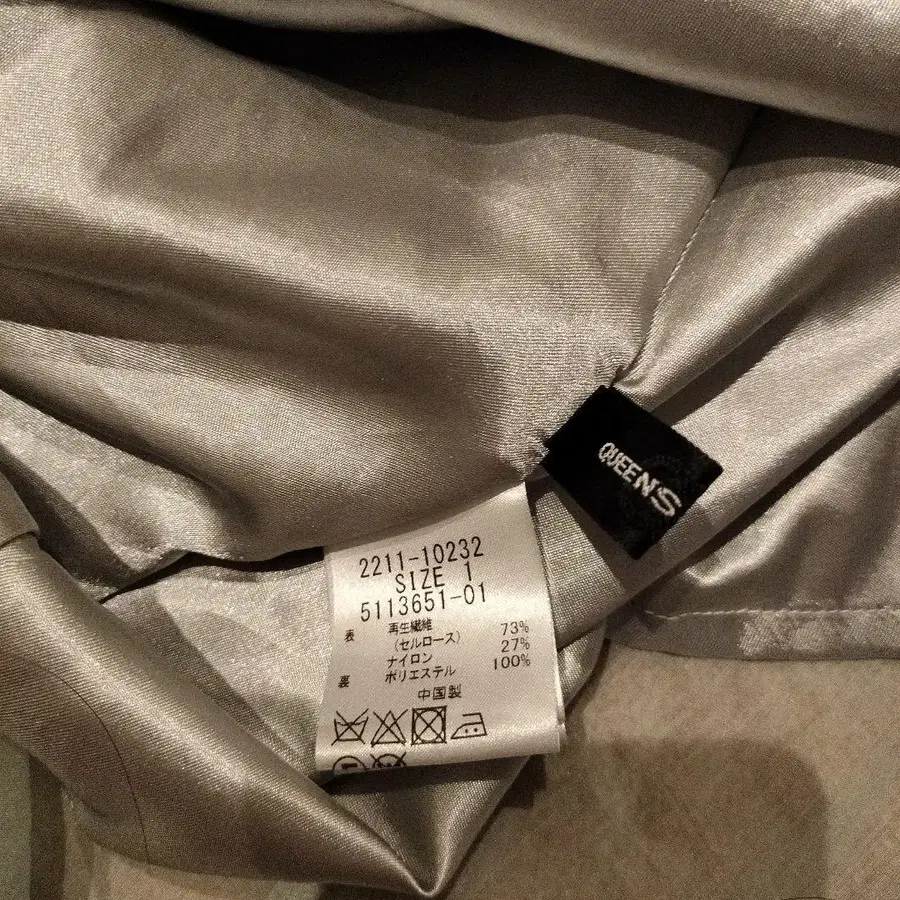 QUEEN'S
2211-10232
SIZE 1
5113651-01
表 再生繊維 73%
(セルロース)
ナイロン 27%
裏 ポリエステル 100%
中国製